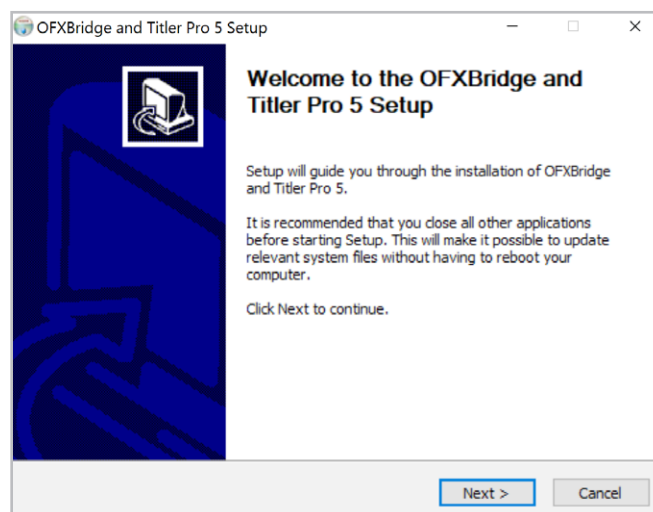 OFXBridge and Titler Pro 5 Setup
Welcome to the OFXBridge and
Titler Pro 5 Setup
Setup will guide you through the installation of OFXBridge
and Titler Pro 5.
It is recommended that you close all other applications
before starting Setup. This will make it possible to update
relevant system files without having to reboot your
computer.
Click Next to continue.
Next >
Cancel